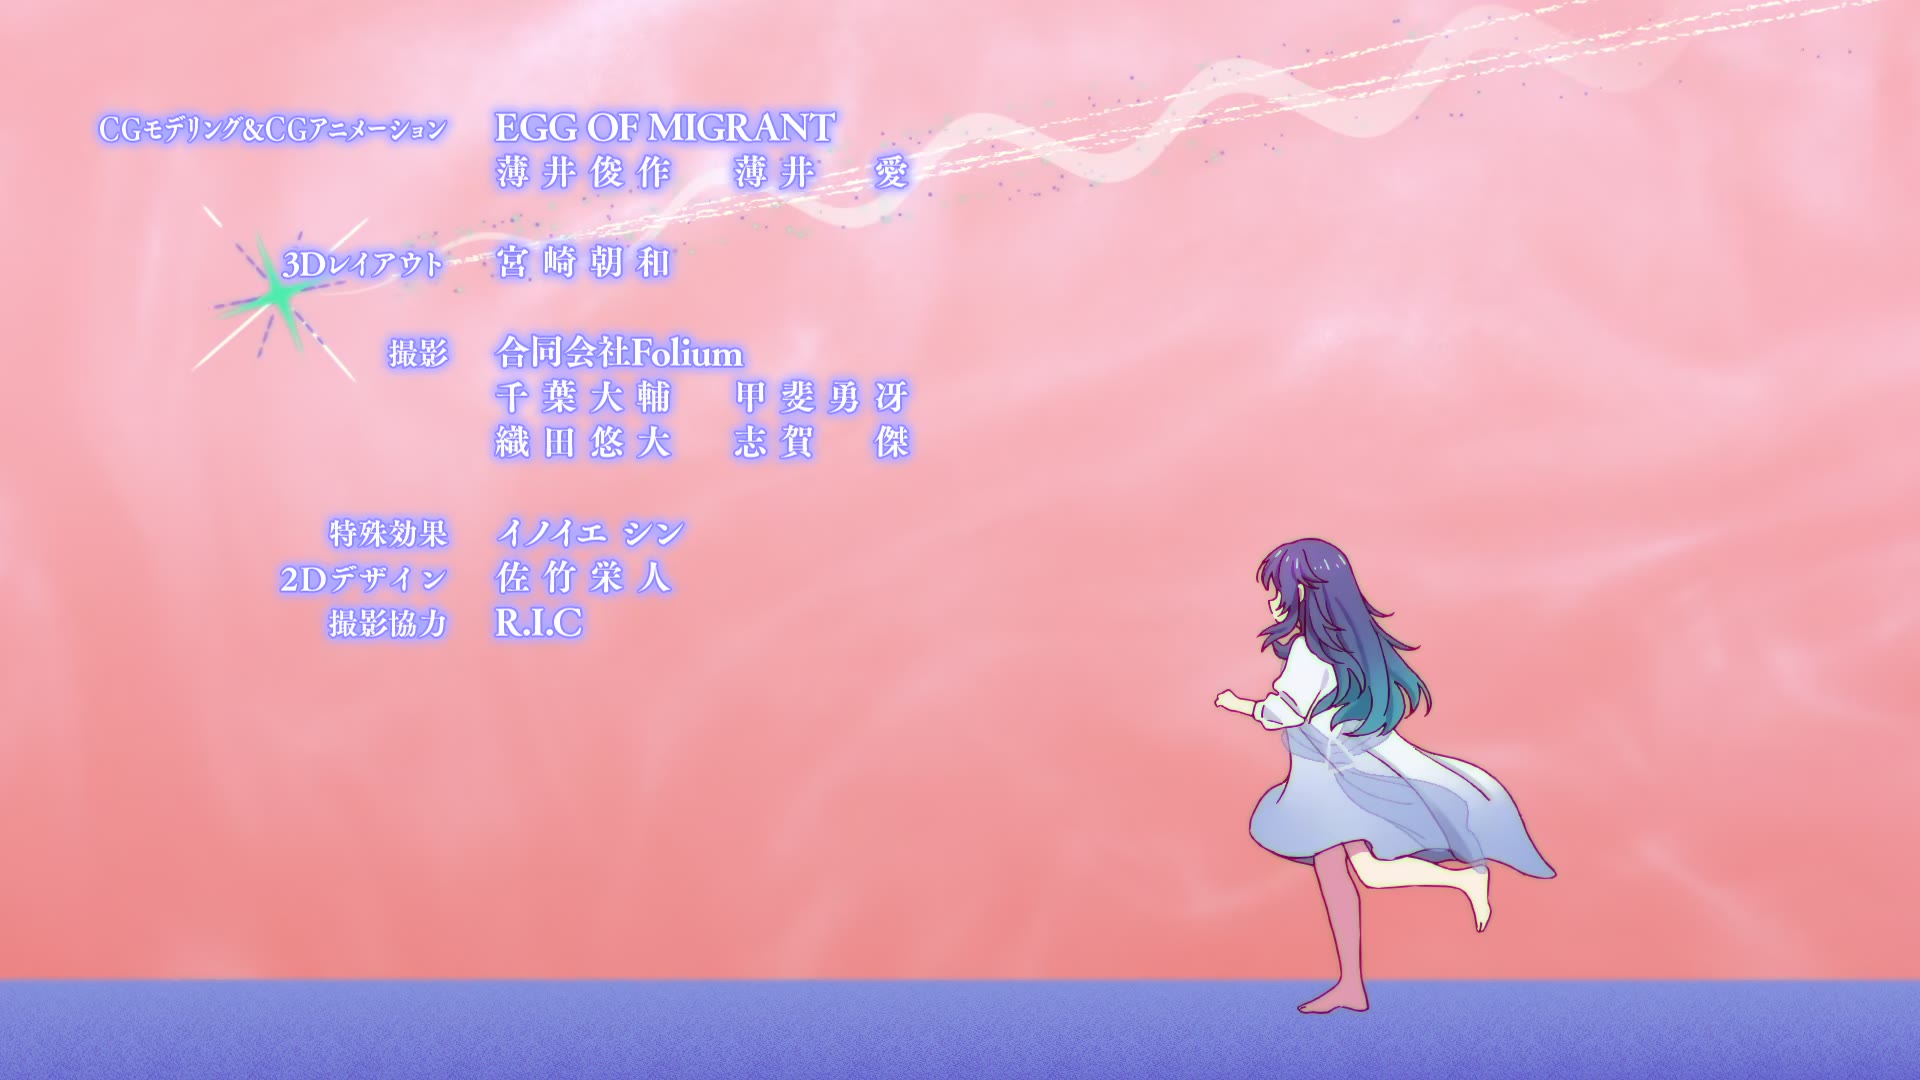 CGモデリング&CGアニメーション EGG OF MIGRANT
薄井俊作 薄井 愛
3Dレイアウト 宮崎朝和
撮影 合同会社Folium
千葉大輔 甲斐勇冴
織田悠大 志賀 傑
特殊効果 イノイエ シン
2Dデザイン 佐竹栄人
撮影協力 R.I.C